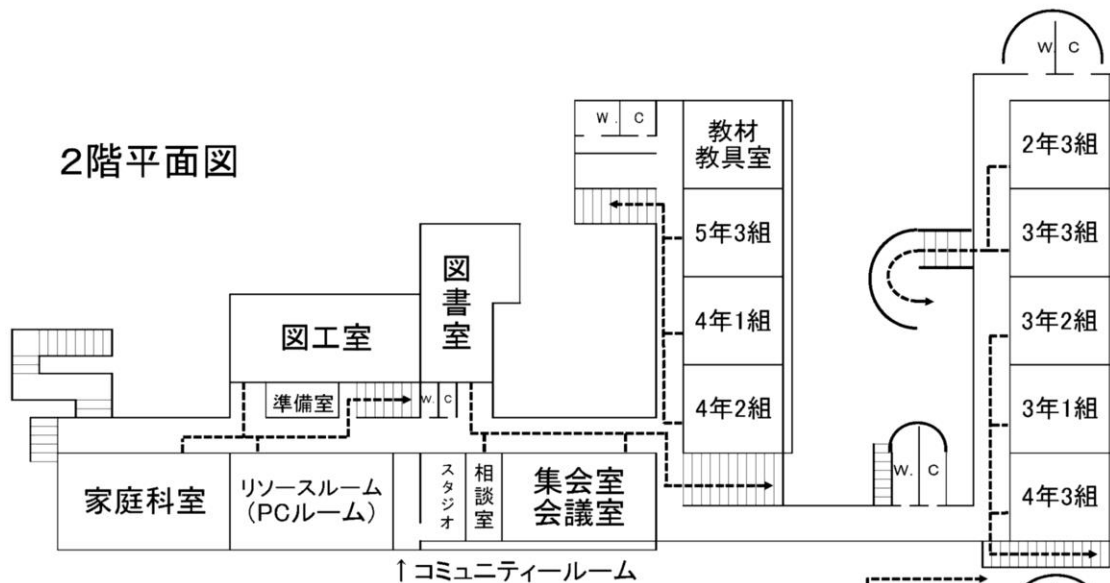 2階平面図
W. C
W. C
教材
教具室
2年3組
5年3組
3年3組
図書室
図工室
4年1組
3年2組
準備室
W. C
4年2組
3年1組
家庭科室
リソースルーム
(PCルーム)
スタジオ
相談室
集会室
会議室
W. C
4年3組
↑コミュニティールーム